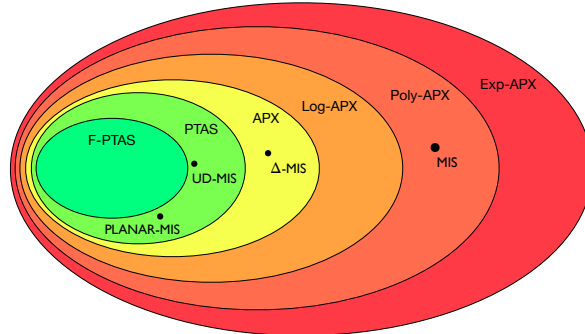 F-PTAS
PTAS
APX
Log-APX
Poly-APX
Exp-APX
UD-MIS
Δ-MIS
MIS
PLANAR-MIS